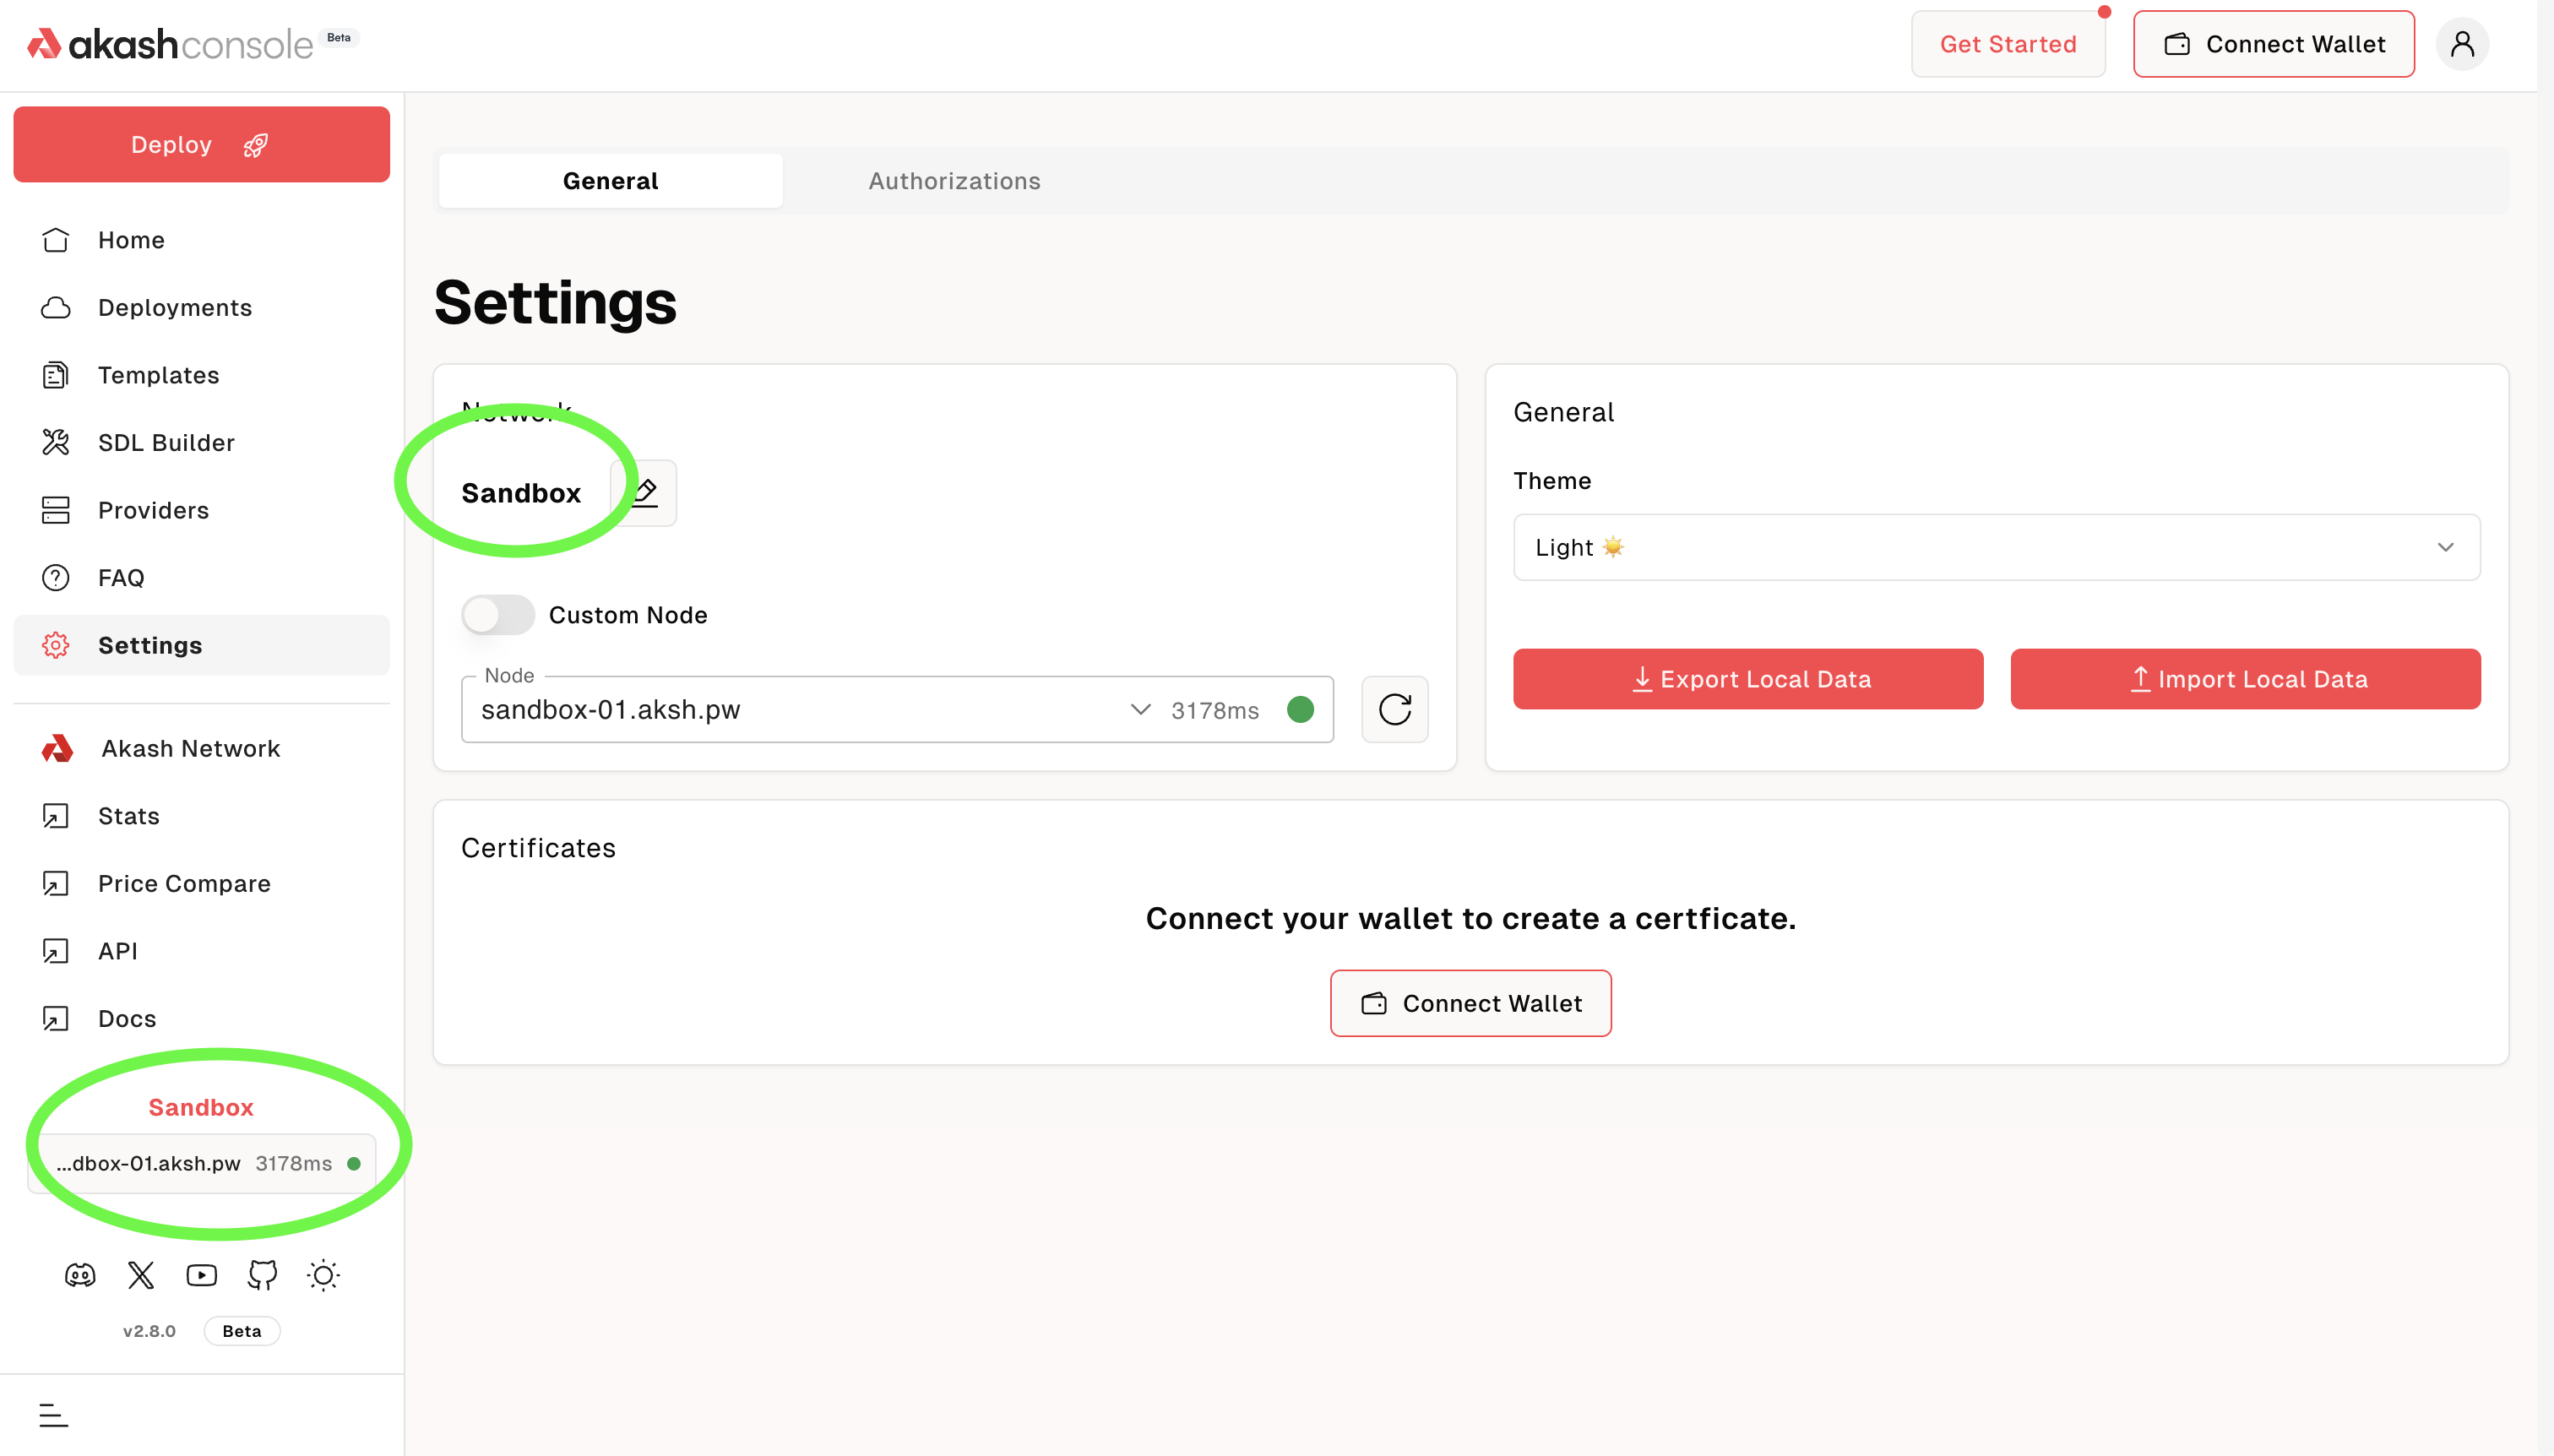 akashconsole Beta
Get Started
Connect Wallet
Deploy
Home
Deployments
Templates
SDL Builder
Providers
FAQ
Settings
Akash Network
Stats
Price Compare
API
Docs
Sandbox
...dbox-01.aksh.pw 3178ms
v2.8.0 Beta
General Authorizations
Settings
Network
Sandbox
Custom Node
Node
sandbox-01.aksh.pw 3178ms
General
Theme
Light
Export Local Data Import Local Data
Certificates
Connect your wallet to create a certficate.
Connect Wallet